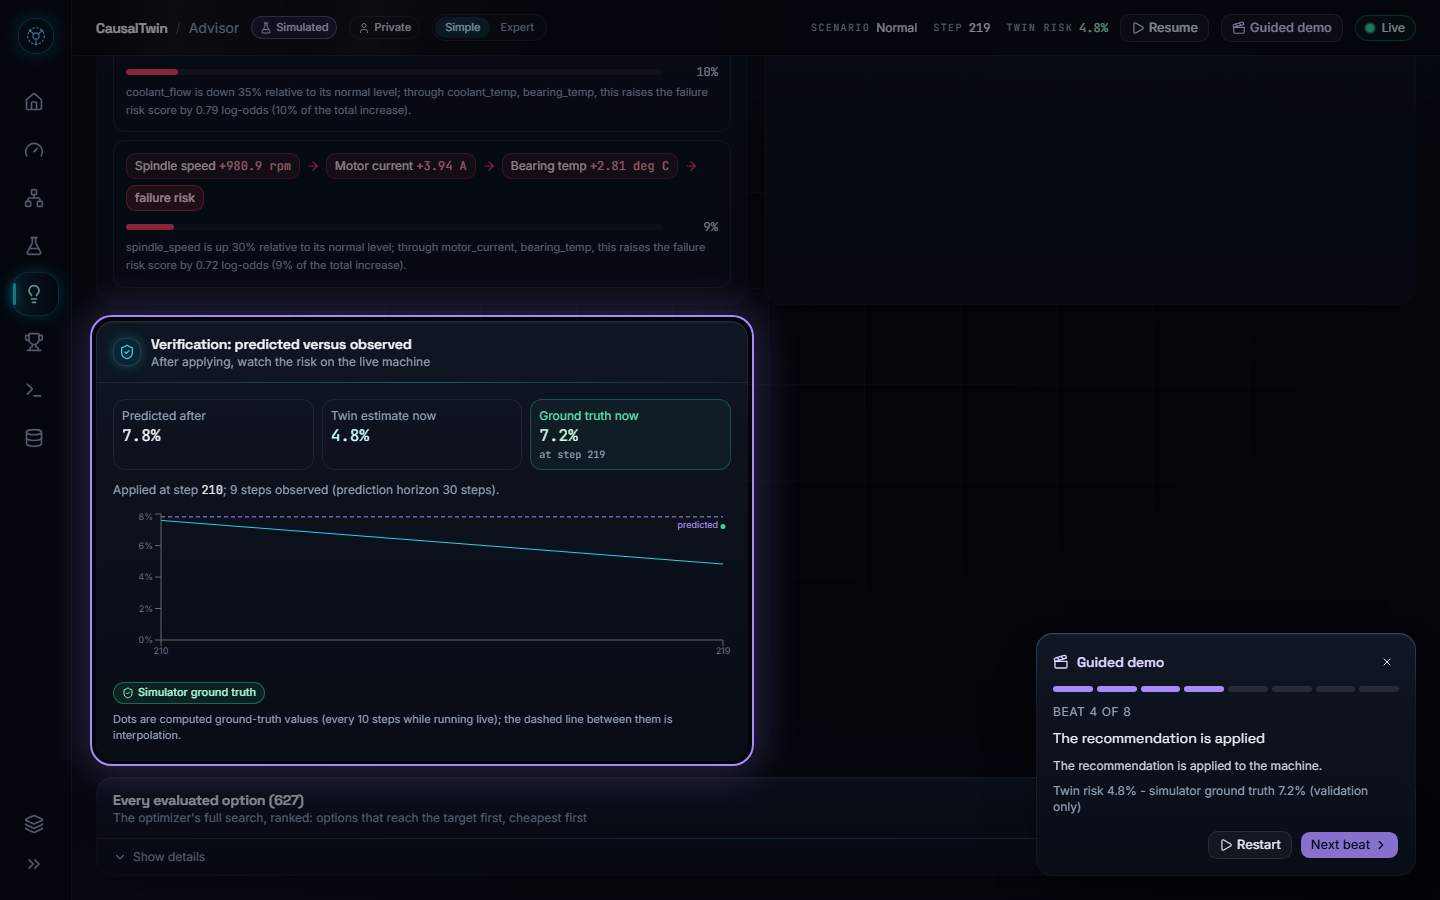 CausalTwin / Advisor Simulated Private Simple Expert SCENARIO Normal STEP 219 TWIN RISK 4.8% Resume Guided demo Live
10%
coolant_flow is down 35% relative to its normal level; through coolant_temp, bearing_temp, this raises the failure
risk score by 0.79 log-odds (10% of the total increase).
Spindle speed +980.9 rpm → Motor current +3.94 A → Bearing temp +2.81 deg C →
failure risk
9%
spindle_speed is up 30% relative to its normal level; through motor_current, bearing_temp, this raises the failure
risk score by 0.72 log-odds (9% of the total increase).
Verification: predicted versus observed
After applying, watch the risk on the live machine
Predicted after
7.8%
Twin estimate now
4.8%
Ground truth now
7.2%
at step 219
Applied at step 210; 9 steps observed (prediction horizon 30 steps).
8%
predicted
6%
4%
2%
0%
210 219
Simulator ground truth
Dots are computed ground-truth values (every 10 steps while running live); the dashed line between them is
interpolation.
Every evaluated option (627)
The optimizer's full search, ranked: options that reach the target first, cheapest first
Show details
Guided demo
BEAT 4 OF 8
The recommendation is applied
The recommendation is applied to the machine.
Twin risk 4.8% - simulator ground truth 7.2% (validation
only)
Restart Next beat